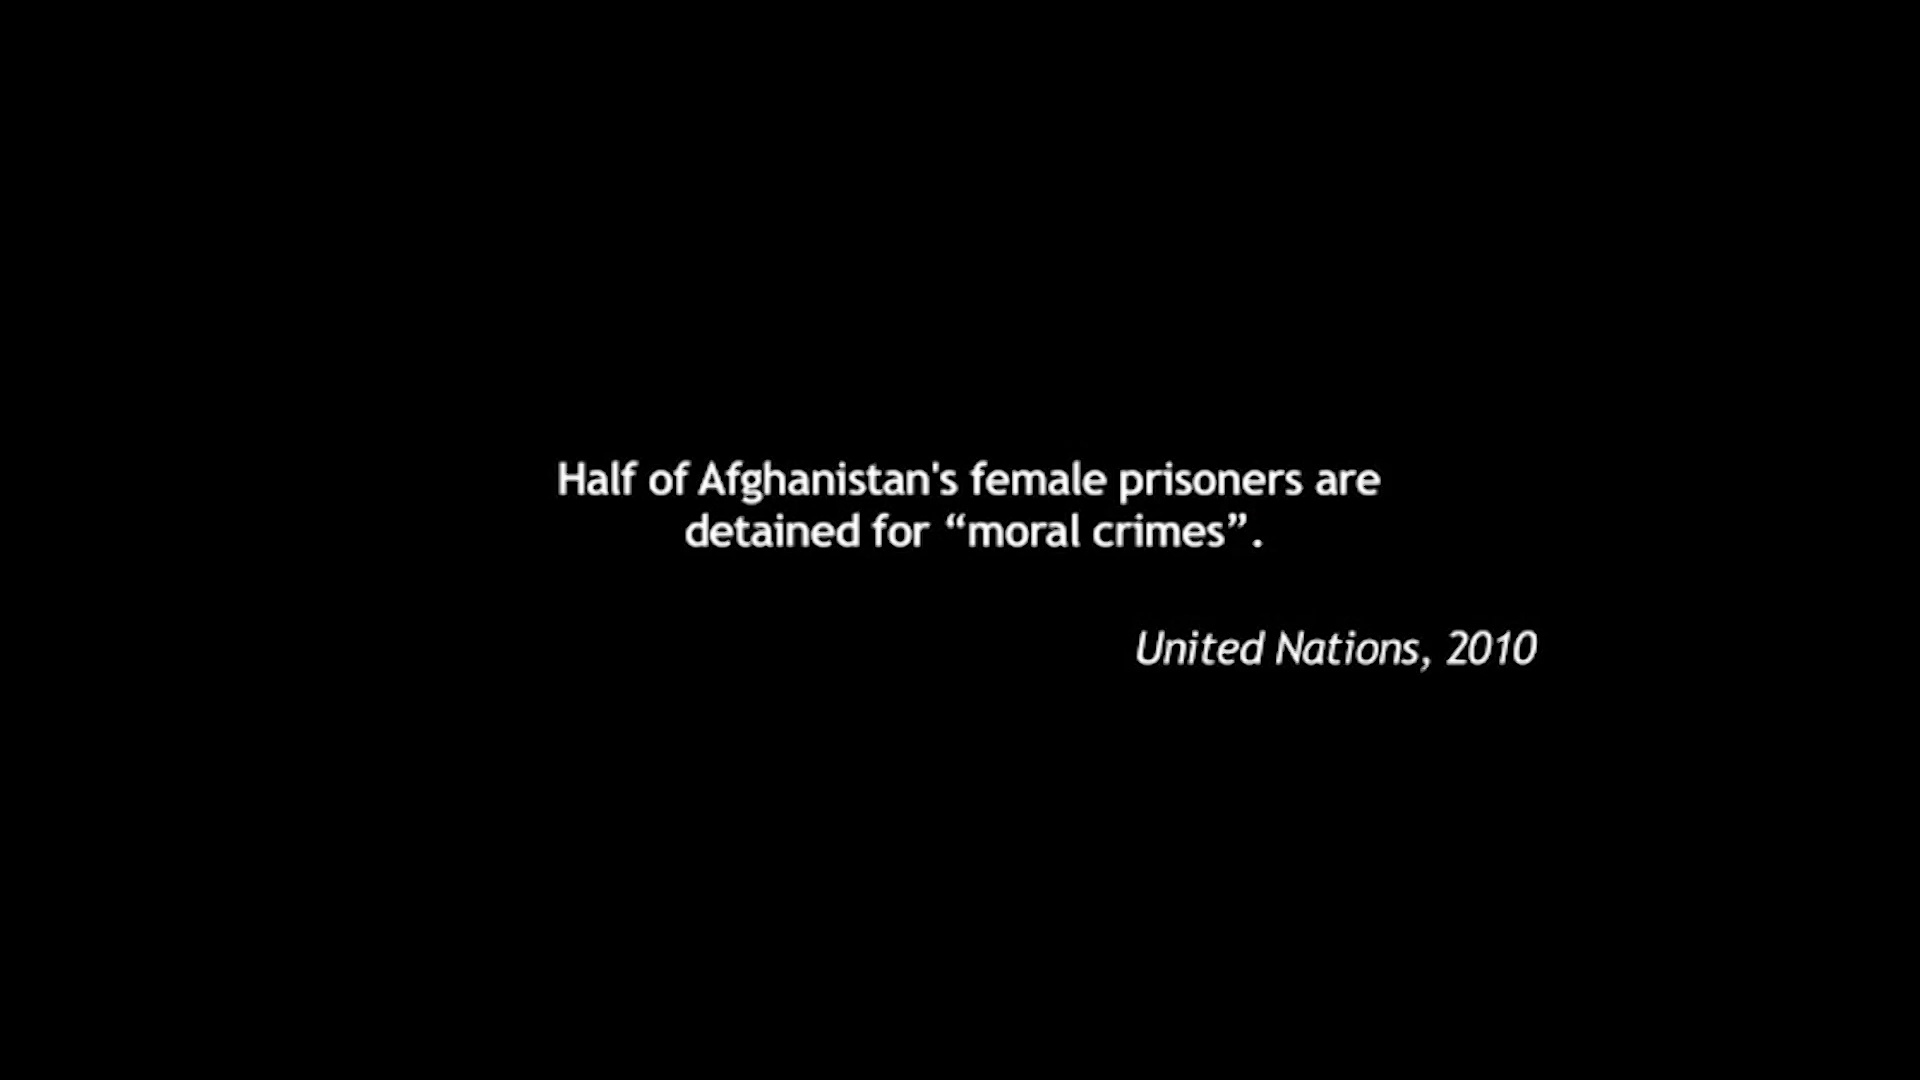 Half of Afghanistan's female prisoners are
detained for “moral crimes”.
United Nations, 2010